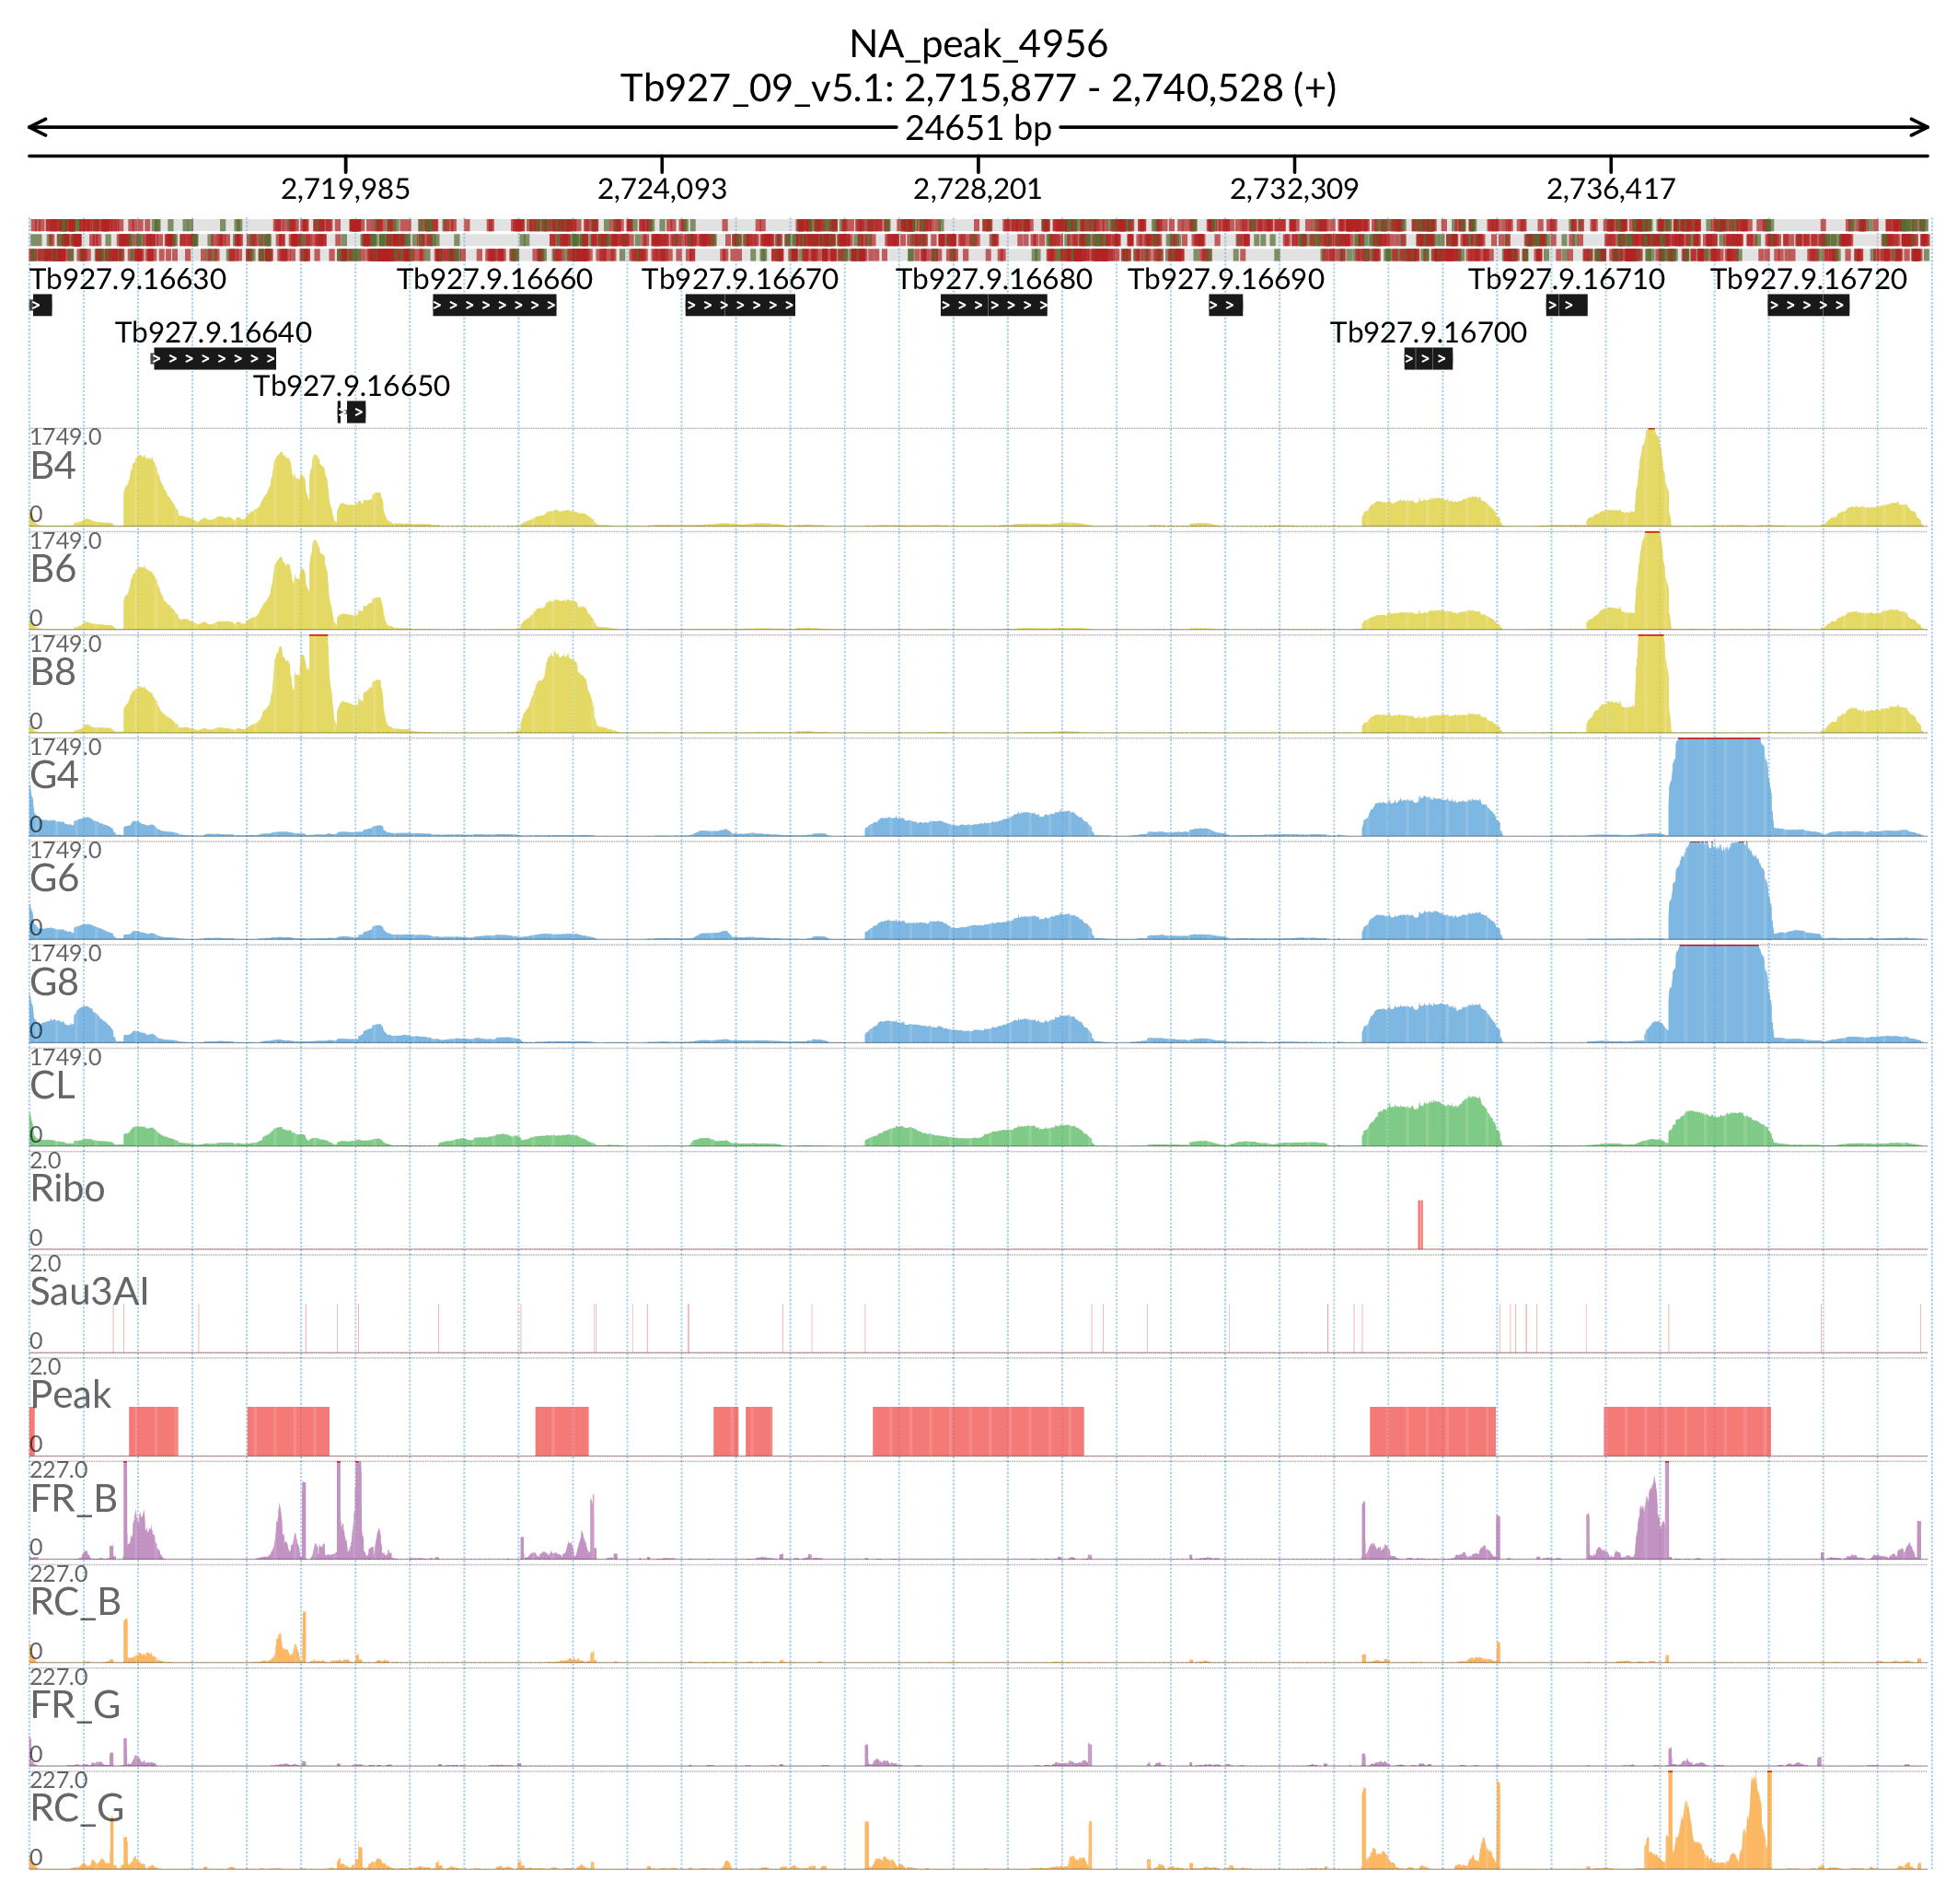 NA_peak_4956
Tb927_09_v5.1: 2,715,877 - 2,740,528 (+)
24651 bp
2,719,985 2,724,093 2,728,201 2,732,309 2,736,417
Tb927.9.16630 Tb927.9.16660 Tb927.9.16670 Tb927.9.16680 Tb927.9.16690 Tb927.9.16710 Tb927.9.16720
Tb927.9.16640 Tb927.9.16700
Tb927.9.16650
1749.0
B4
0
1749.0
B6
0
1749.0
B8
0
1749.0
G4
0
1749.0
G6
0
1749.0
G8
0
1749.0
CL
0
2.0
Ribo
0
2.0
Sau3AI
0
2.0
Peak
0
227.0
FR_B
0
227.0
RC_B
0
227.0
FR_G
0
227.0
RC_G
0